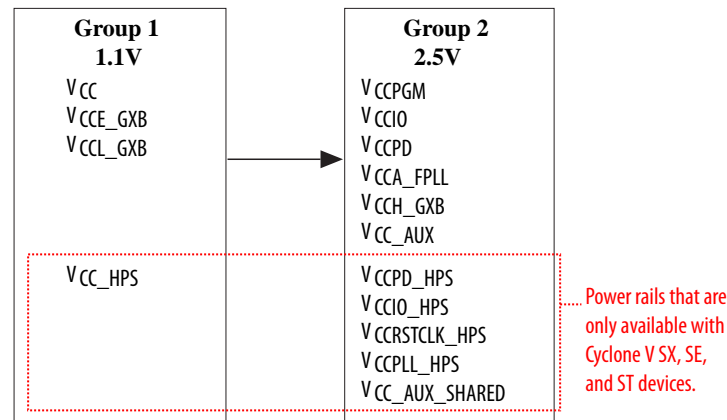 Group 1
1.1V
VCC
VCCE_GXB
VCCL_GXB
VCC_HPS
Group 2
2.5V
VCCPGM
VCCIO
VCCPD
VCCA_FPLL
VCCH_GXB
VCC_AUX
VCCPD_HPS
VCCIO_HPS
VCCRSTCLK_HPS
VCCPLL_HPS
VCC_AUX_SHARED
Power rails that are
only available with
Cyclone V SX, SE,
and ST devices.